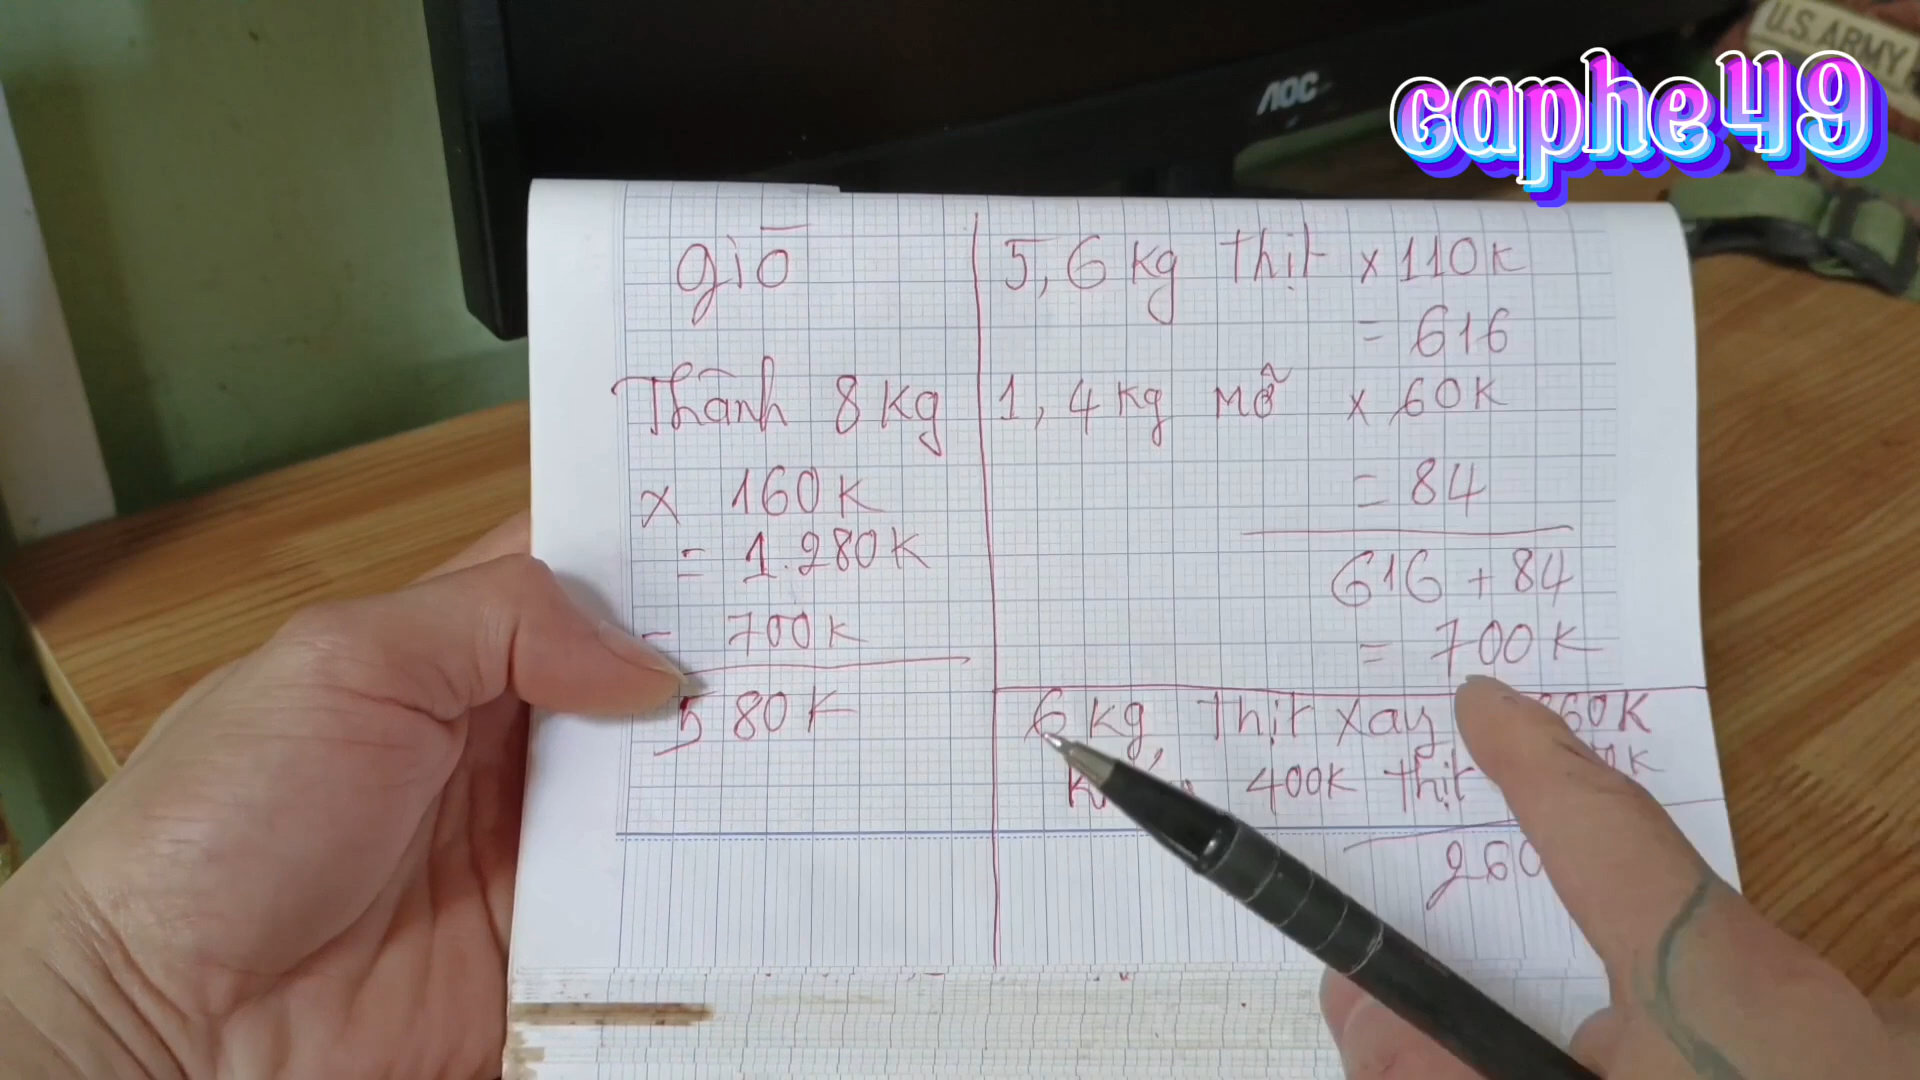 U.S. ARMY
AOC
caphe49
giō
Thành 8 kg
x 160K
= 1.280K
- 700K
580K
5,6 kg thịt x 110K
= 616
1,4 kg mỡ x 60K
= 84
616 + 84
= 700K
6 kg, thịt xay
400K thịt